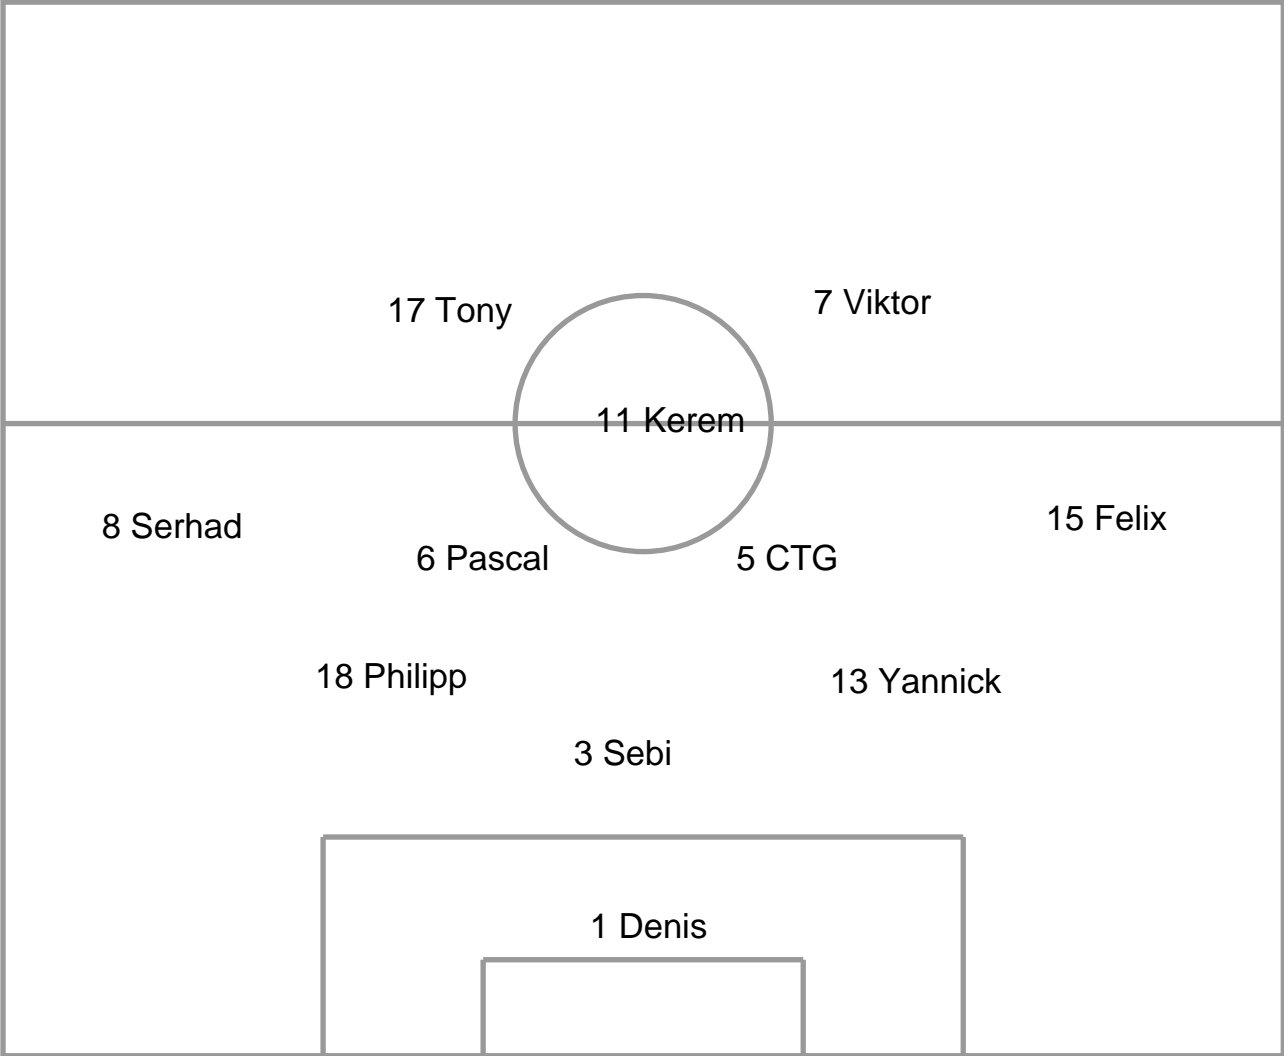 17 Tony
7 Viktor
11 Kerem
8 Serhad
15 Felix
6 Pascal
5 CTG
18 Philipp
13 Yannick
3 Sebi
1 Denis